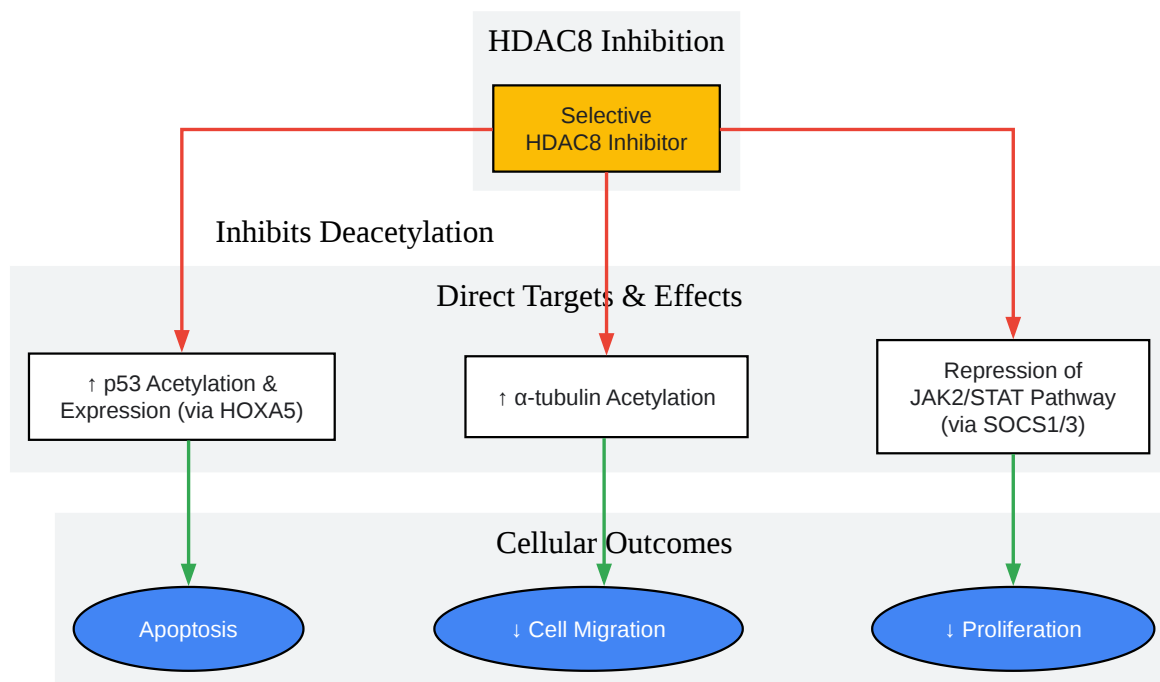 HDAC8 Inhibition
Selective
HDAC8 Inhibitor
Inhibits Deacetylation
Direct Targets & Effects
↑ p53 Acetylation &
Expression (via HOXA5)
↑ α-tubulin Acetylation
Repression of
JAK2/STAT Pathway
(via SOCS1/3)
Cellular Outcomes
Apoptosis
↓ Cell Migration
↓ Proliferation